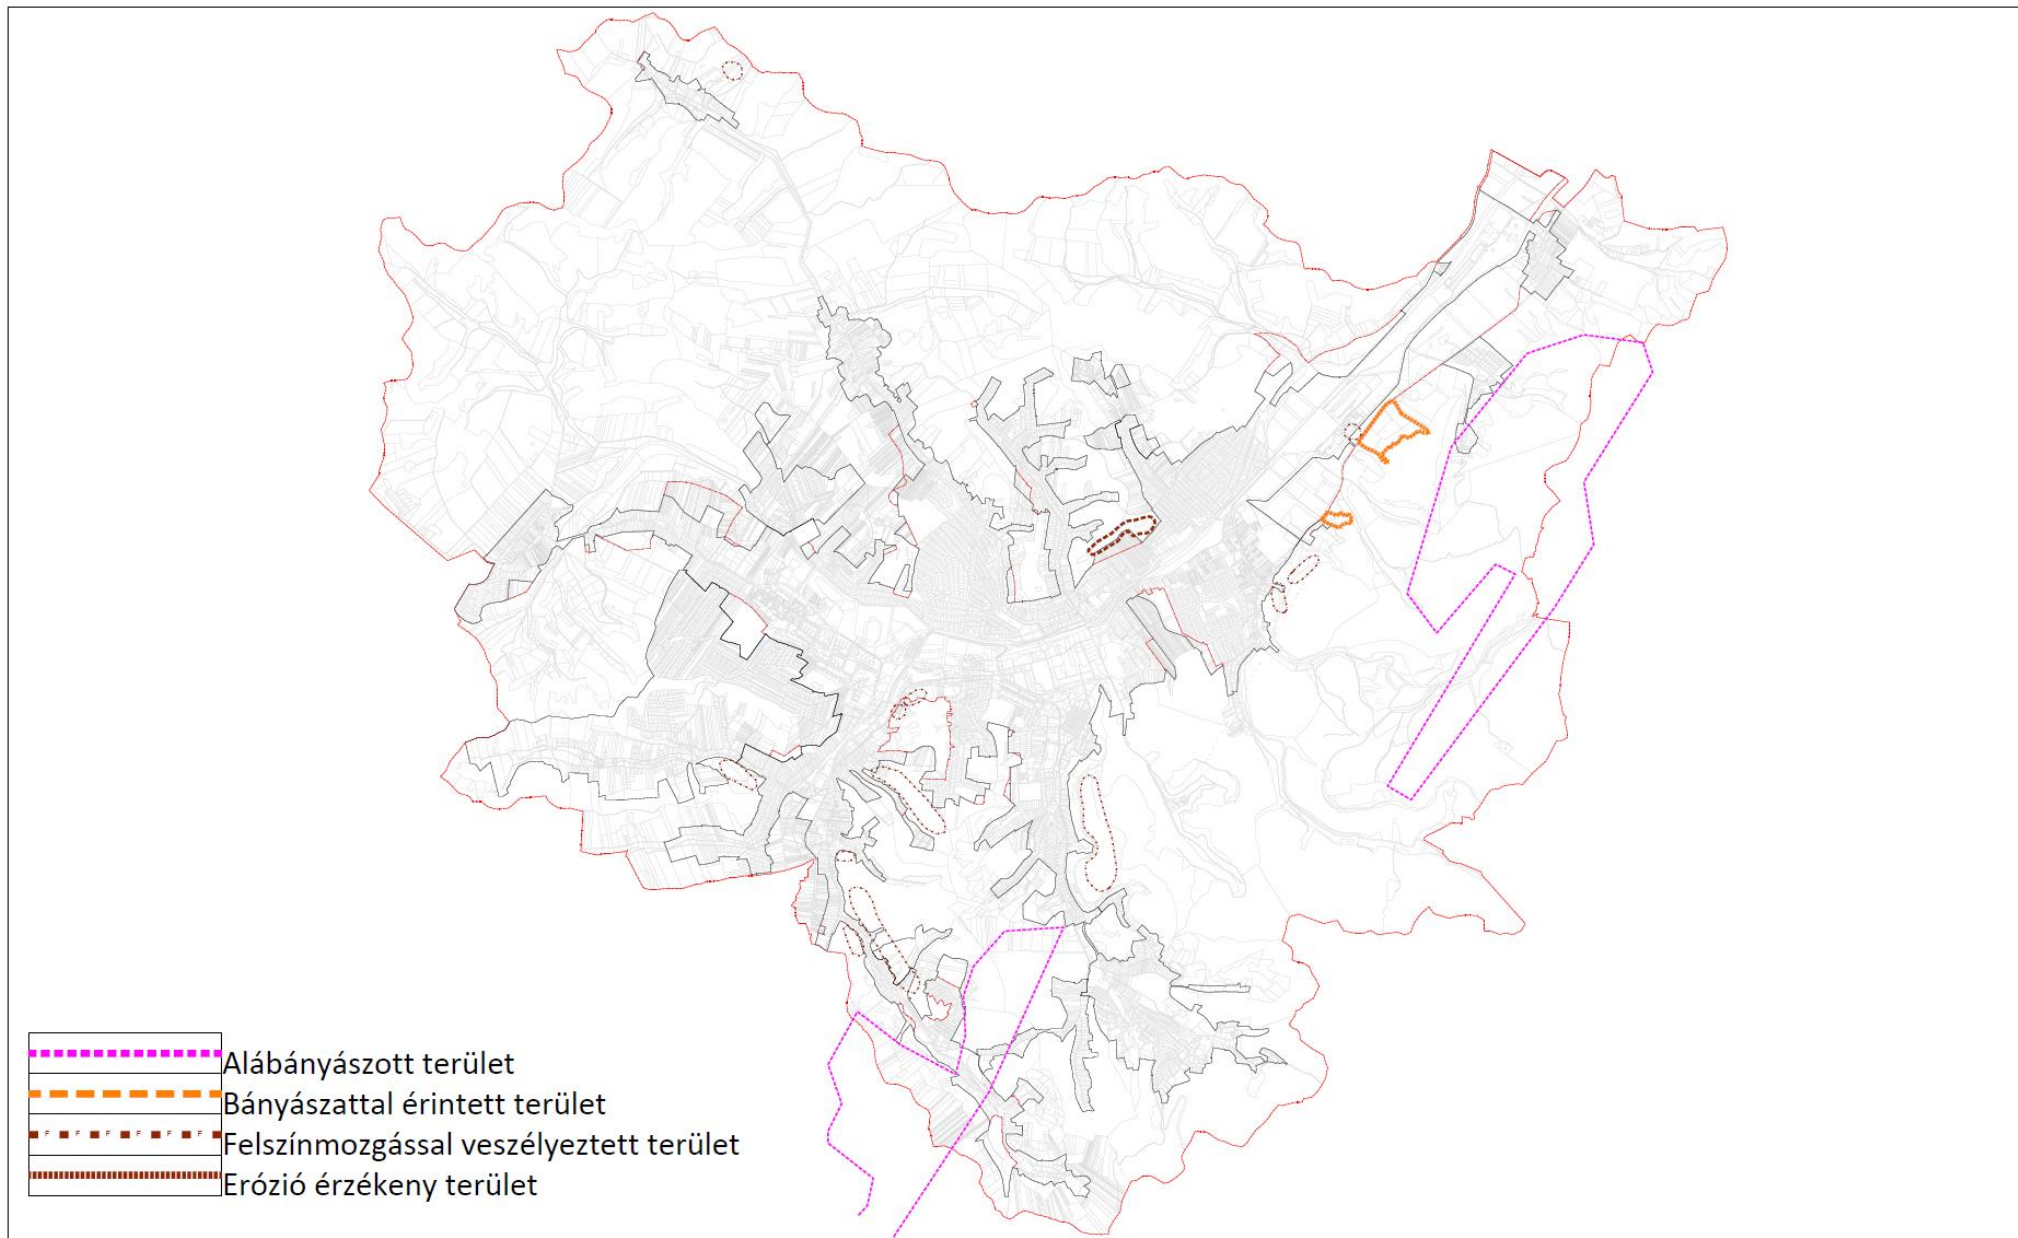 Alábányászott terület
Bányászattal érintett terület
F F F F F F
Felszínmozgással veszélyeztett terület
Erózió érzékeny terület